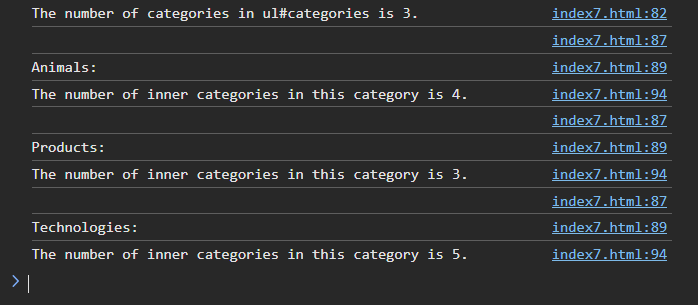 The number of categories in ul#categories is 3. index7.html:82
index7.html:87
Animals: index7.html:89
The number of inner categories in this category is 4. index7.html:94
index7.html:87
Products: index7.html:89
The number of inner categories in this category is 3. index7.html:94
index7.html:87
Technologies: index7.html:89
The number of inner categories in this category is 5. index7.html:94